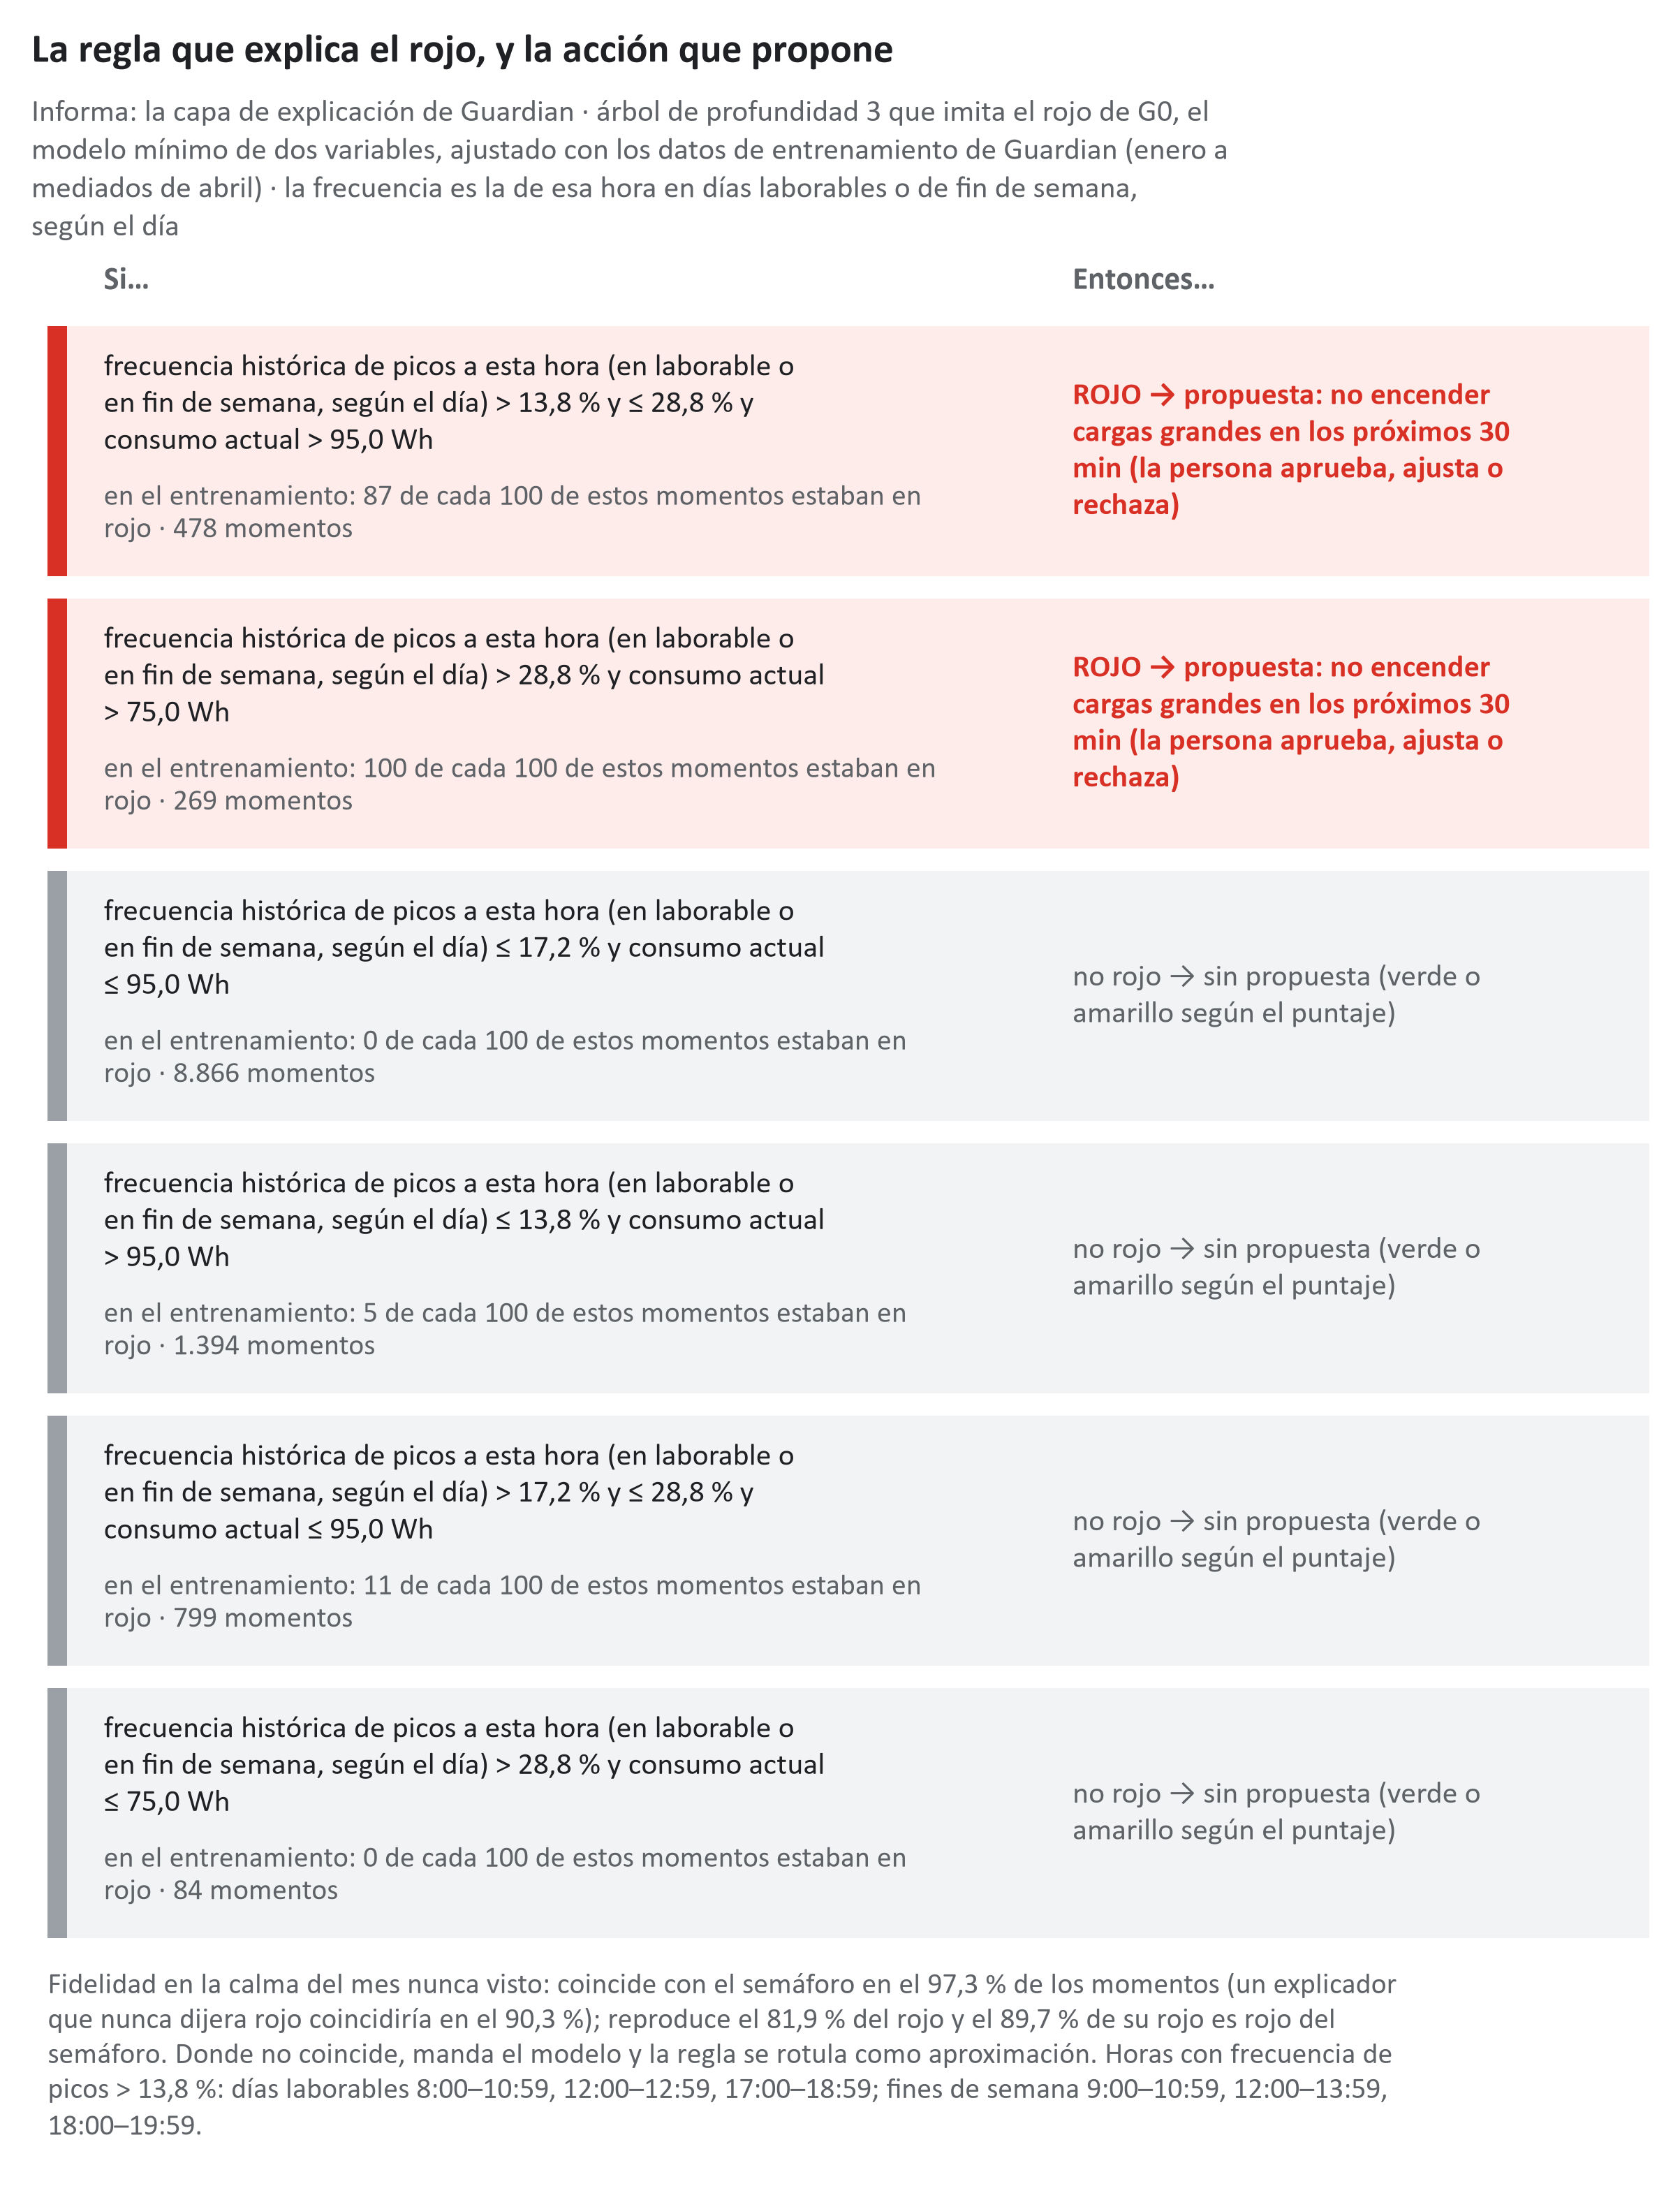 La regla que explica el rojo, y la acción que propone
Informa: la capa de explicación de Guardian · árbol de profundidad 3 que imita el rojo de G0, el
modelo mínimo de dos variables, ajustado con los datos de entrenamiento de Guardian (enero a
mediados de abril) · la frecuencia es la de esa hora en días laborables o de fin de semana,
según el día
Si...
Entonces...
frecuencia histórica de picos a esta hora (en laborable o
en fin de semana, según el día) > 13,8 % y ≤ 28,8 % y
consumo actual > 95,0 Wh
en el entrenamiento: 87 de cada 100 de estos momentos estaban en
rojo · 478 momentos
ROJO → propuesta: no encender
cargas grandes en los próximos 30
min (la persona aprueba, ajusta o
rechaza)
frecuencia histórica de picos a esta hora (en laborable o
en fin de semana, según el día) > 28,8 % y consumo actual
> 75,0 Wh
en el entrenamiento: 100 de cada 100 de estos momentos estaban en
rojo · 269 momentos
ROJO → propuesta: no encender
cargas grandes en los próximos 30
min (la persona aprueba, ajusta o
rechaza)
frecuencia histórica de picos a esta hora (en laborable o
en fin de semana, según el día) ≤ 17,2 % y consumo actual
≤ 95,0 Wh
en el entrenamiento: 0 de cada 100 de estos momentos estaban en
rojo · 8.866 momentos
no rojo → sin propuesta (verde o
amarillo según el puntaje)
frecuencia histórica de picos a esta hora (en laborable o
en fin de semana, según el día) ≤ 13,8 % y consumo actual
> 95,0 Wh
en el entrenamiento: 5 de cada 100 de estos momentos estaban en
rojo · 1.394 momentos
no rojo → sin propuesta (verde o
amarillo según el puntaje)
frecuencia histórica de picos a esta hora (en laborable o
en fin de semana, según el día) > 17,2 % y ≤ 28,8 % y
consumo actual ≤ 95,0 Wh
en el entrenamiento: 11 de cada 100 de estos momentos estaban en
rojo · 799 momentos
no rojo → sin propuesta (verde o
amarillo según el puntaje)
frecuencia histórica de picos a esta hora (en laborable o
en fin de semana, según el día) > 28,8 % y consumo actual
≤ 75,0 Wh
en el entrenamiento: 0 de cada 100 de estos momentos estaban en
rojo · 84 momentos
no rojo → sin propuesta (verde o
amarillo según el puntaje)
Fidelidad en la calma del mes nunca visto: coincide con el semáforo en el 97,3 % de los momentos (un explicador
que nunca dijera rojo coincidiría en el 90,3 %); reproduce el 81,9 % del rojo y el 89,7 % de su rojo es rojo del
semáforo. Donde no coincide, manda el modelo y la regla se rotula como aproximación. Horas con frecuencia de
picos > 13,8 %: días laborables 8:00–10:59, 12:00–12:59, 17:00–18:59; fines de semana 9:00–10:59, 12:00–13:59,
18:00–19:59.